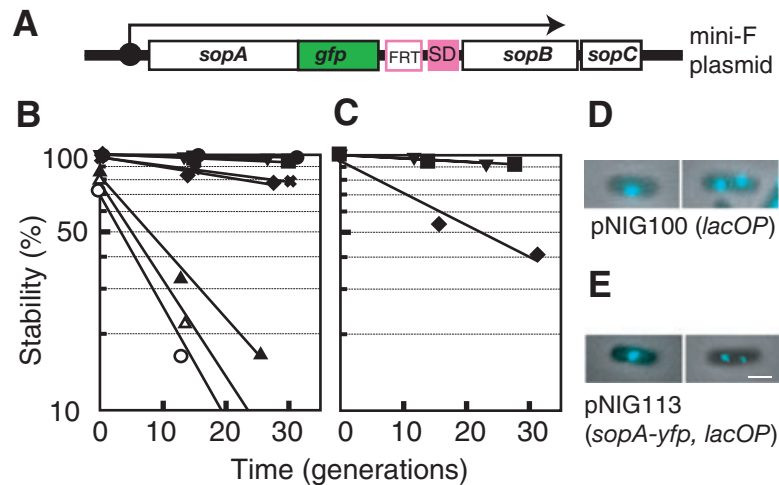 A
sopA gfp FRT SD sopB sopC
mini-F
plasmid
B
C
Stability (%)
100
50
10
0 10 20 30
0 10 20 30
Time (generations)
D
pNIG100 (lacOP)
E
pNIG113
(sopA-yfp, lacOP)